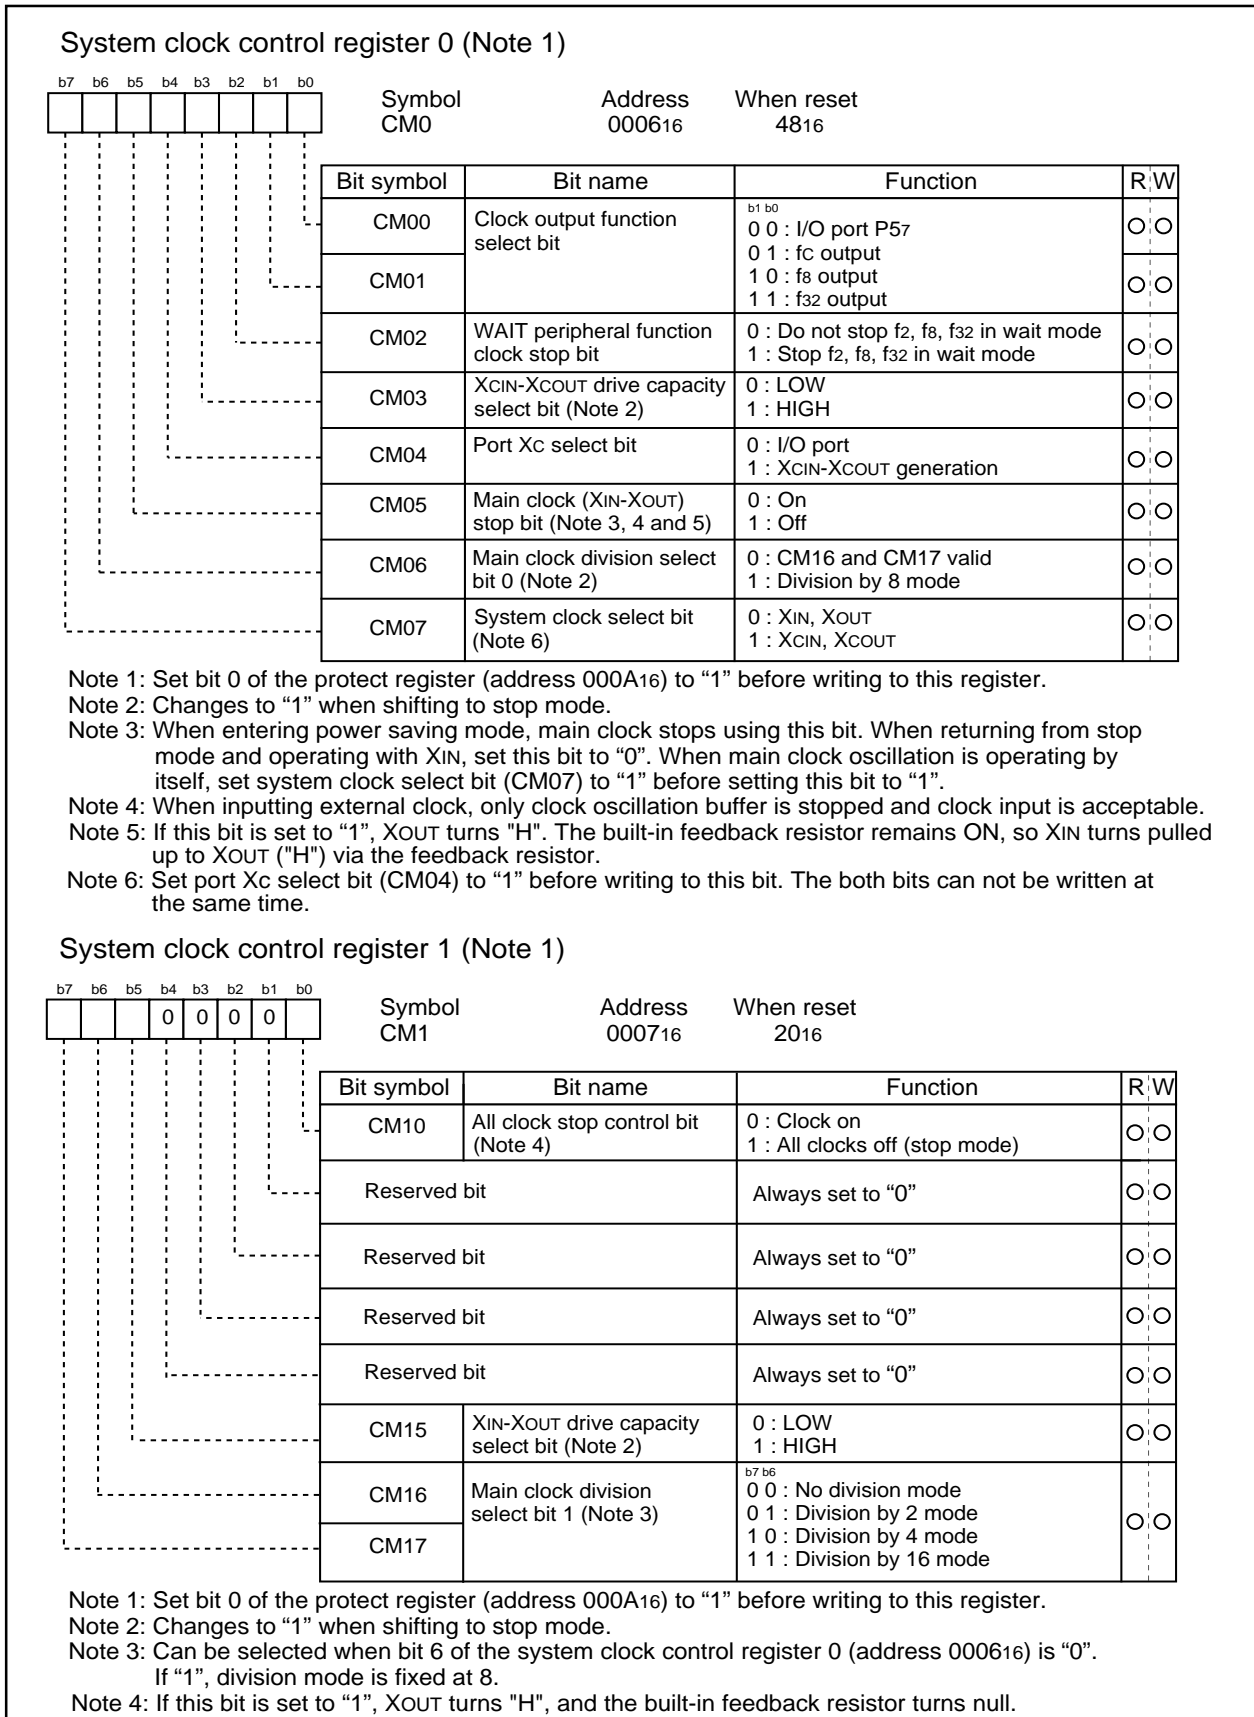 System clock control register 0 (Note 1)
b7 b6 b5 b4 b3 b2 b1 b0
Symbol Address When reset
CM0 000616 4816
Bit symbol Bit name Function R W
CM00 Clock output function select bit
b1 b0
0 0 : I/O port P57
0 1 : fC output
CM01 1 0 : f8 output
1 1 : f32 output
CM02 WAIT peripheral function 0 : Do not stop f2, f8, f32 in wait mode
clock stop bit 1 : Stop f2, f8, f32 in wait mode
CM03 XCIN-XCOUT drive capacity 0 : LOW
select bit (Note 2) 1 : HIGH
CM04 Port XC select bit 0 : I/O port
1 : XCIN-XCOUT generation
CM05 Main clock (XIN-XOUT) 0 : On
stop bit (Note 3, 4 and 5) 1 : Off
CM06 Main clock division select 0 : CM16 and CM17 valid
bit 0 (Note 2) 1 : Division by 8 mode
CM07 System clock select bit 0 : XIN, XOUT
(Note 6) 1 : XCIN, XCOUT
Note 1: Set bit 0 of the protect register (address 000A16) to “1” before writing to this register.
Note 2: Changes to “1” when shifting to stop mode.
Note 3: When entering power saving mode, main clock stops using this bit. When returning from stop
mode and operating with XIN, set this bit to “0”. When main clock oscillation is operating by
itself, set system clock select bit (CM07) to “1” before setting this bit to “1”.
Note 4: When inputting external clock, only clock oscillation buffer is stopped and clock input is acceptable.
Note 5: If this bit is set to “1”, XOUT turns "H". The built-in feedback resistor remains ON, so XIN turns pulled
up to XOUT ("H") via the feedback resistor.
Note 6: Set port Xc select bit (CM04) to “1” before writing to this bit. The both bits can not be written at
the same time.
System clock control register 1 (Note 1)
b7 b6 b5 b4 b3 b2 b1 b0
0 0 0 0
Symbol Address When reset
CM1 000716 2016
Bit symbol Bit name Function R W
CM10 All clock stop control bit 0 : Clock on
(Note 4) 1 : All clocks off (stop mode)
Reserved bit Always set to “0”
Reserved bit Always set to “0”
Reserved bit Always set to “0”
Reserved bit Always set to “0”
CM15 XIN-XOUT drive capacity 0 : LOW
select bit (Note 2) 1 : HIGH
b7 b6
CM16 Main clock division 0 0 : No division mode
select bit 1 (Note 3) 0 1 : Division by 2 mode
CM17 1 0 : Division by 4 mode
1 1 : Division by 16 mode
Note 1: Set bit 0 of the protect register (address 000A16) to “1” before writing to this register.
Note 2: Changes to “1” when shifting to stop mode.
Note 3: Can be selected when bit 6 of the system clock control register 0 (address 000616) is “0”.
If “1”, division mode is fixed at 8.
Note 4: If this bit is set to “1”, XOUT turns "H", and the built-in feedback resistor turns null.